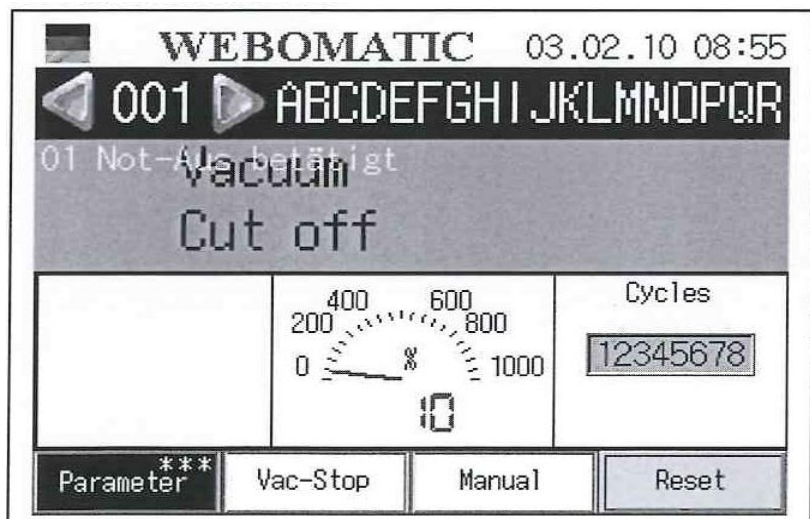 WEBOMATIC 03.02.10 08:55
001 ABCDEFGHIJKLMNOPQR
01 Not-Aus betätigt
Vacuum
Cut off
400 600
200 800
0 % 1000
10
Cycles
12345678
Parameter***
Vac-Stop
Manual
Reset